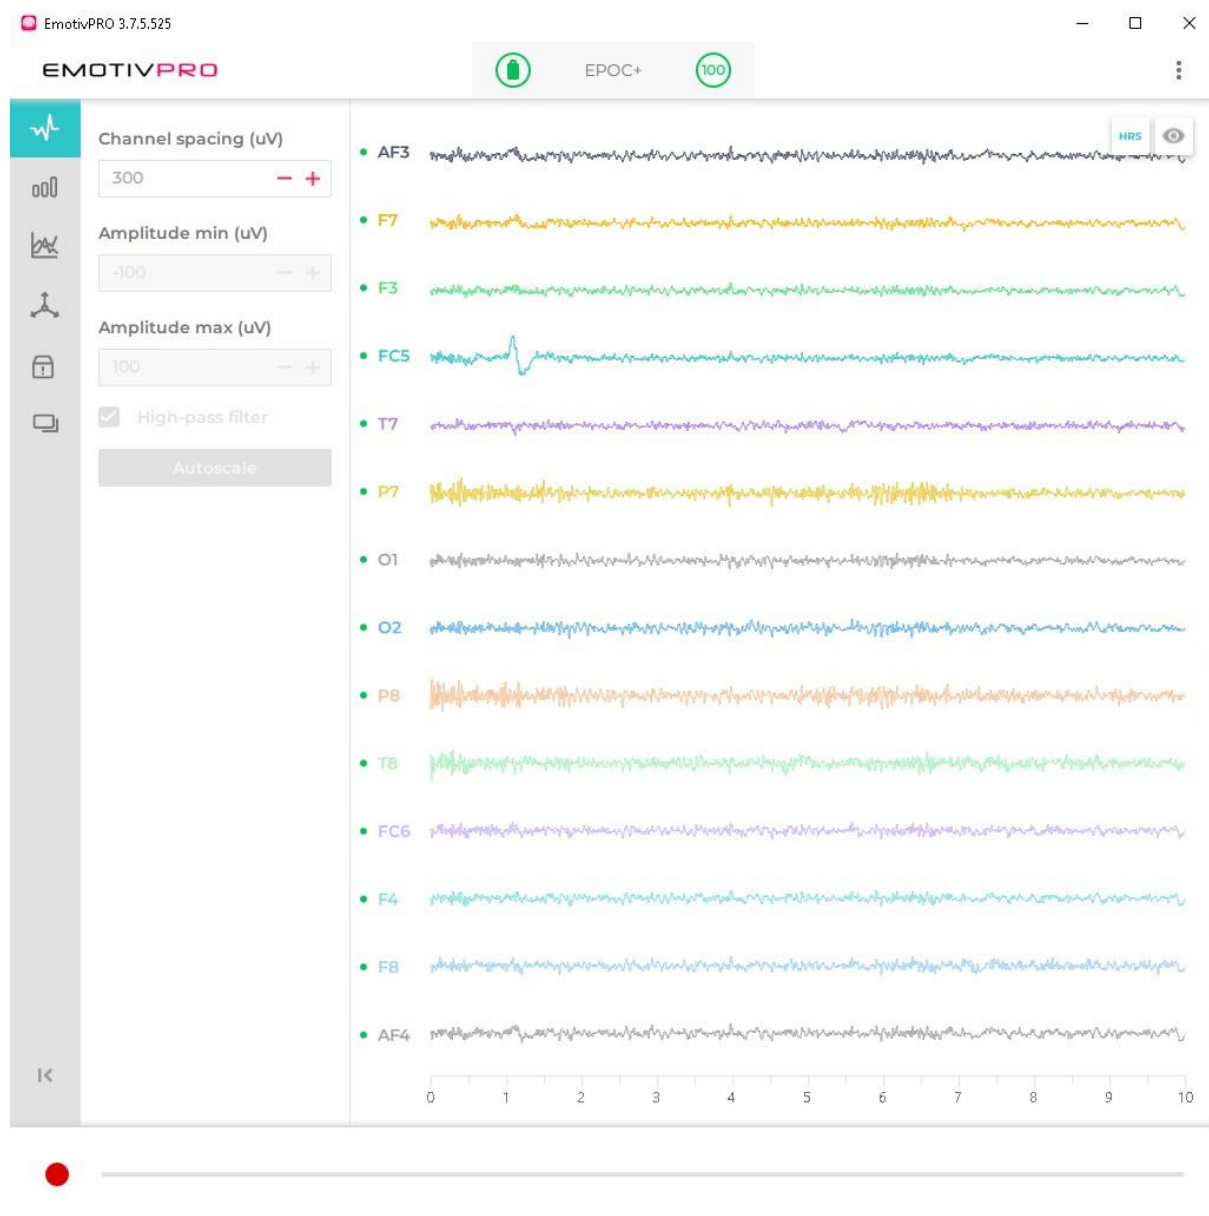 EmotivPRO 3.7.5.525
EMOTIVPRO
EPOC+
100
Channel spacing (uV)
300
Amplitude min (uV)
-100
Amplitude max (uV)
100
High-pass filter
Autoscale
HRS
AF3
F7
F3
FC5
T7
P7
O1
O2
P8
T8
FC6
F4
F8
AF4
0 1 2 3 4 5 6 7 8 9 10